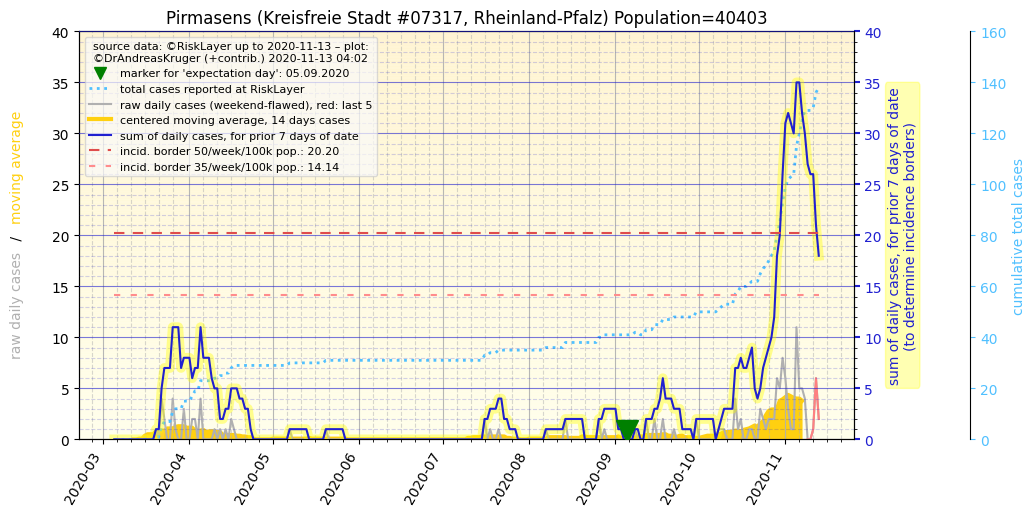 Pirmasens (Kreisfreie Stadt #07317, Rheinland-Pfalz) Population=40403
source data: ©RiskLayer up to 2020-11-13 – plot:
©DrAndreasKruger (+contrib.) 2020-11-13 04:02
marker for 'expectation day': 05.09.2020
total cases reported at RiskLayer
raw daily cases (weekend-flawed), red: last 5
centered moving average, 14 days cases
sum of daily cases, for prior 7 days of date
incid. border 50/week/100k pop.: 20.20
incid. border 35/week/100k pop.: 14.14
raw daily cases / moving average
40
35
30
25
20
15
10
5
0
2020-03
2020-04
2020-05
2020-06
2020-07
2020-08
2020-09
2020-10
2020-11
40
35
30
25
20
15
10
5
0
sum of daily cases, for prior 7 days of date
(to determine incidence borders)
160
140
120
100
80
60
40
20
0
cumulative total cases